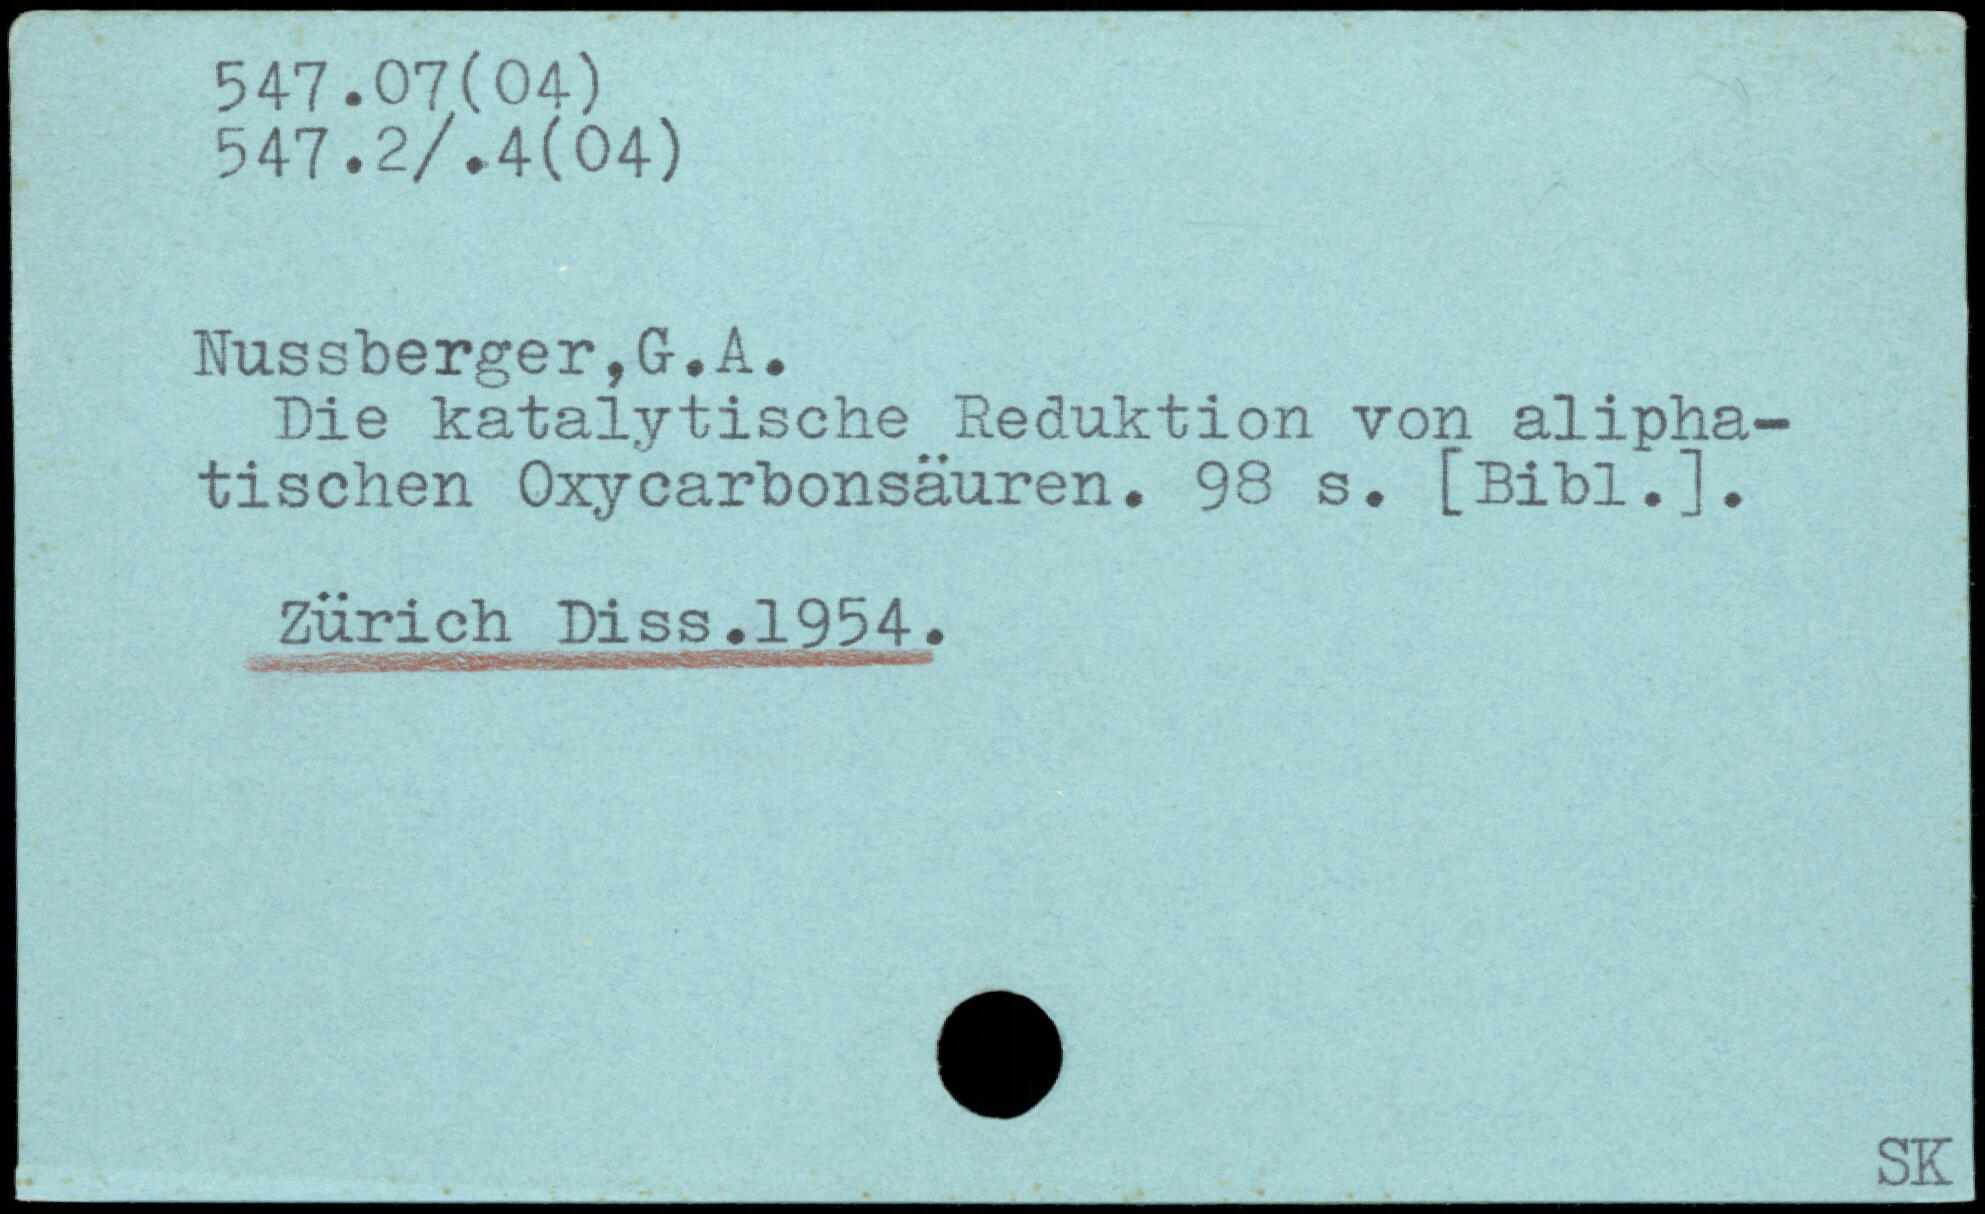 547.07(04)
547.2/.4(04)
Nussberger,G.A.
Die katalytische Reduktion von alipha-
tischen Oxycarbonsäuren. 98 s. [Bibl.].
Zürich Diss.1954.
SK